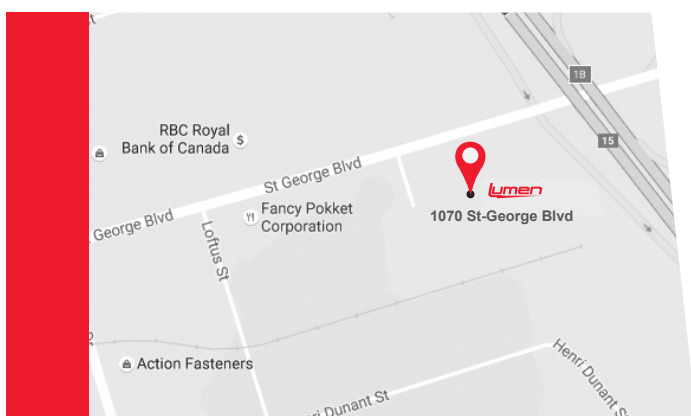 t
1B
RBC Royal
Bank of Canada
$
15
St George Blvd
lumen
1070 St-George Blvd
Fancy Pokket
Corporation
George Blvd
Loftus St
Action Fasteners
Henri Dunant St
ri Dunant St